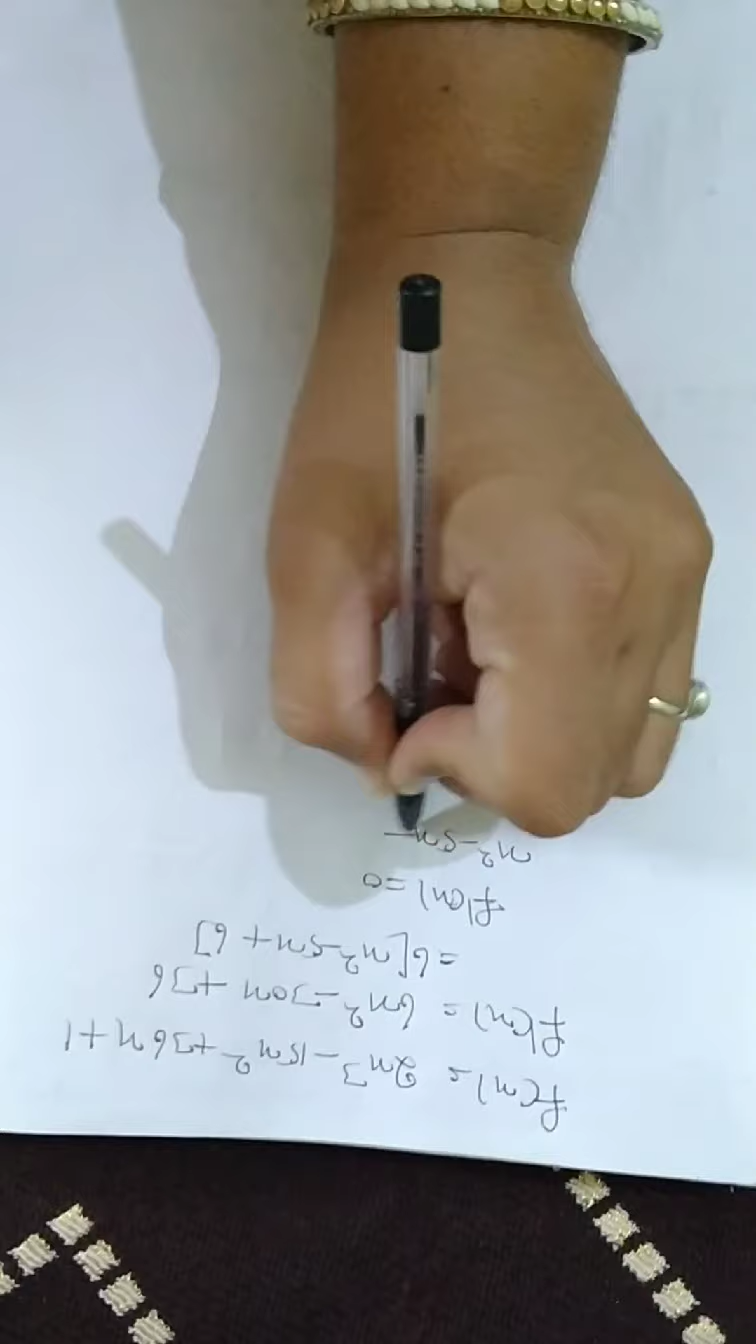 f(x) = 2x³ - 15x² + 36x + 1
f'(x) = 6x² - 30x + 36
= 6[x² - 5x + 6]
f'(x) = 0
x² - 5x